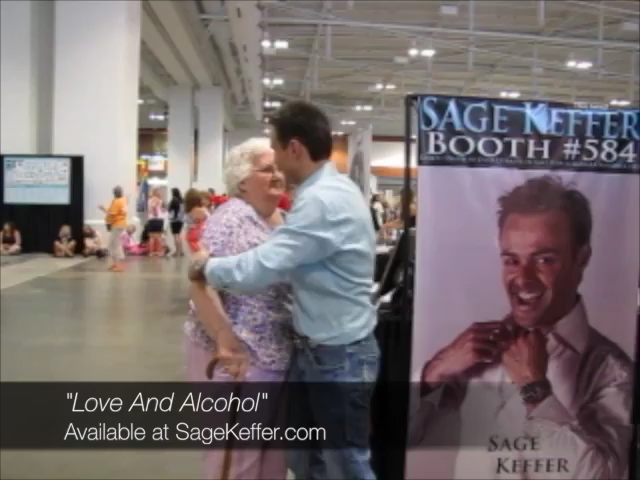 SAGE KEFFER
BOOTH #584
SAGE
KEFFER
"Love And Alcohol"
Available at SageKeffer.com